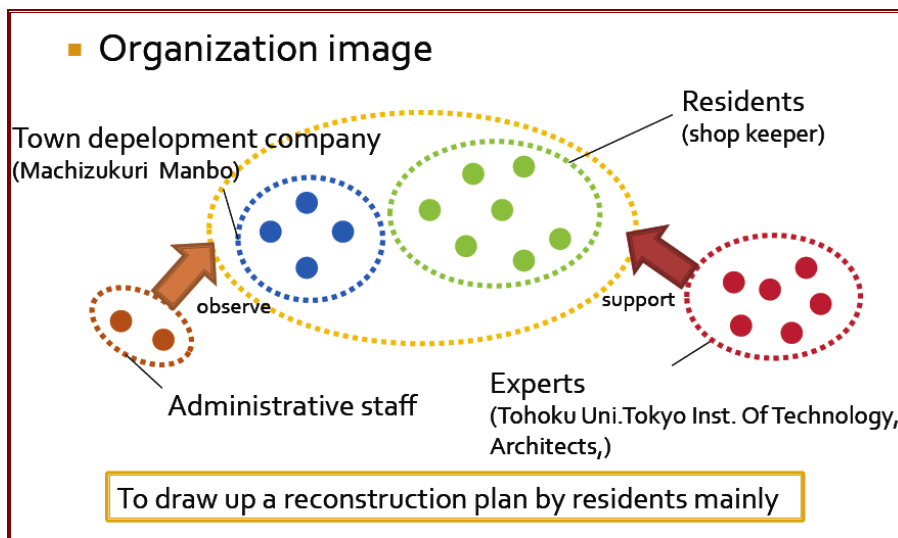 Organization image
Residents
(shop keeper)
Town depelopment company
(Machizukuri Manbo)
observe
support
Administrative staff
Experts
(Tohoku Uni.Tokyo Inst. Of Technology,
Architects,)
To draw up a reconstruction plan by residents mainly